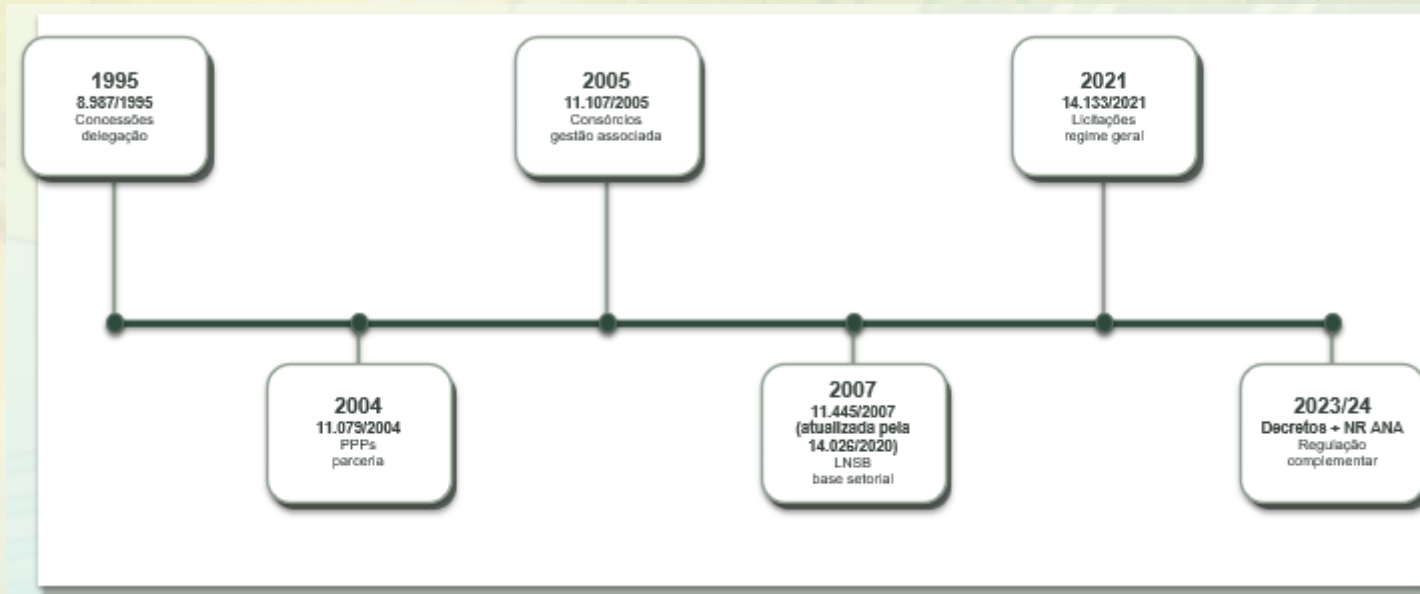 1995
8.987/1995
Concessões
delegação
2004
11.079/2004
PPPs
parceria
2005
11.107/2005
Consórcios
gestão associada
2007
11.445/2007
(atualizada pela
14.026/2020)
LNSB
base setorial
2021
14.133/2021
Licitações
regime geral
2023/24
Decretos + NR ANA
Regulação
complementar